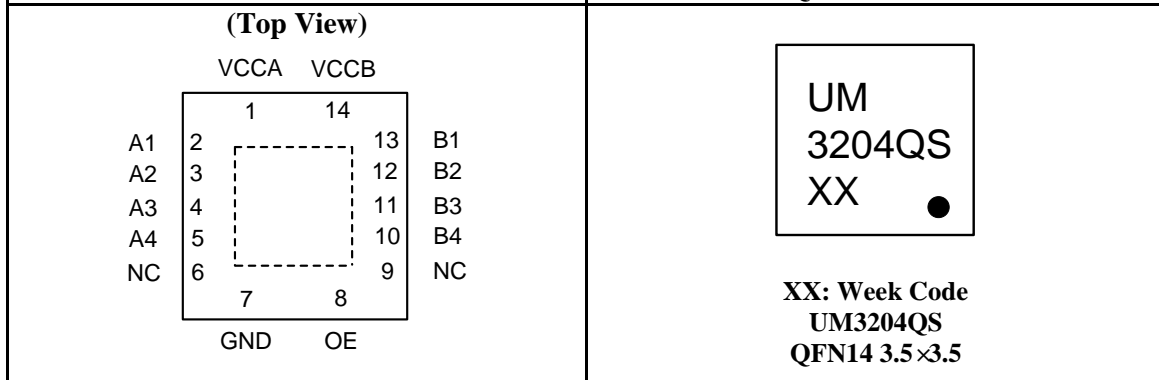 (Top View)
VCCA VCCB
1 14
A1 2 13 B1
A2 3 12 B2
A3 4 11 B3
A4 5 10 B4
NC 6 9 NC
7 8
GND OE
UM
3204QS
XX
XX: Week Code
UM3204QS
QFN14 3.5×3.5